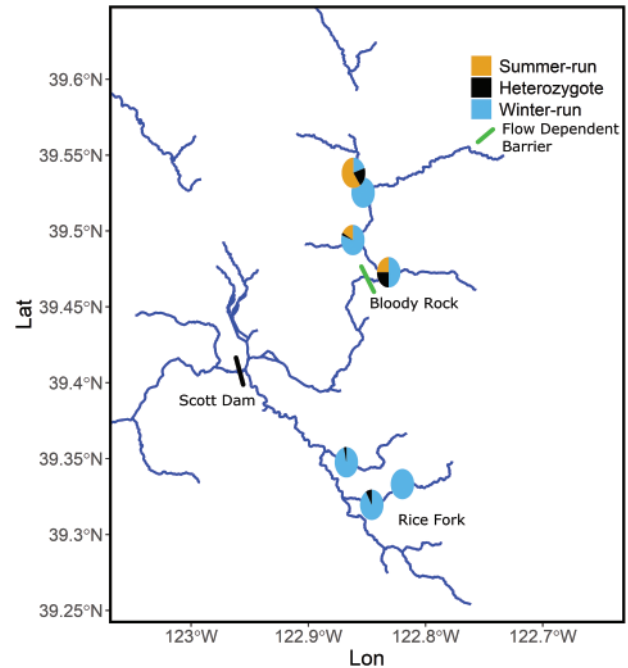 39.6°N
39.55°N
39.5°N
39.45°N
39.4°N
39.35°N
39.3°N
39.25°N
Lat
Summer-run
Heterozygote
Winter-run
Flow Dependent
Barrier
Bloody Rock
Scott Dam
Rice Fork
123°W
122.9°W
122.8°W
122.7°W
Lon